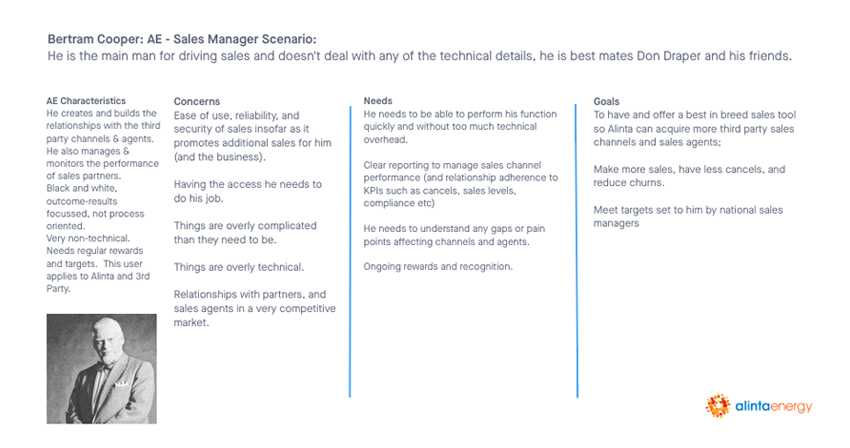 Bertram Cooper: AE - Sales Manager Scenario:
He is the main man for driving sales and doesn't deal with any of the technical details, he is best mates Don Draper and his friends.
AE Characteristics
He creates and builds the
relationships with the third
party channels & agents.
He also manages &
monitors the performance
of sales partners.
Black and white,
outcome-results
focussed, not process
oriented.
Very non-technical.
Needs regular rewards
and targets. This user
applies to Alinta and 3rd
Party.
Concerns
Ease of use, reliability, and
security of sales insofar as it
promotes additional sales for him
(and the business).
Having the access he needs to
do his job.
Things are overly complicated
than they need to be.
Things are overly technical.
Relationships with partners, and
sales agents in a very competitive
market.
Needs
He needs to be able to perform his function
quickly and without too much technical
overhead.
Clear reporting to manage sales channel
performance (and relationship adherence to
KPIs such as cancels, sales levels,
compliance etc)
He needs to understand any gaps or pain
points affecting channels and agents.
Ongoing rewards and recognition.
Goals
To have and offer a best in breed sales tool
so Alinta can acquire more third party sales
channels and sales agents;
Make more sales, have less cancels, and
reduce churns.
Meet targets set to him by national sales
managers
alintaenergy